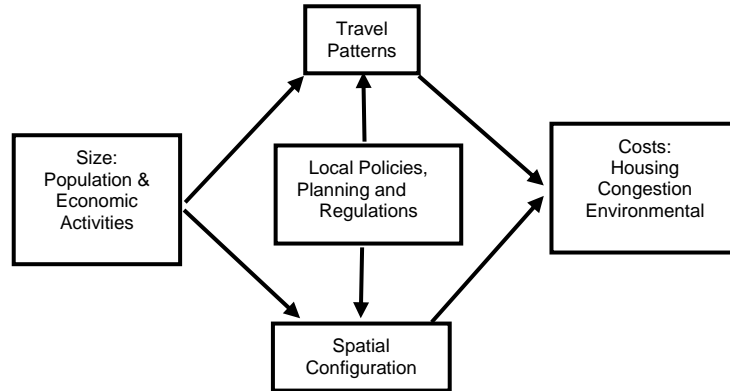 Travel
Patterns
Size:
Population &
Economic
Activities
Local Policies,
Planning and
Regulations
Costs:
Housing
Congestion
Environmental
Spatial
Configuration